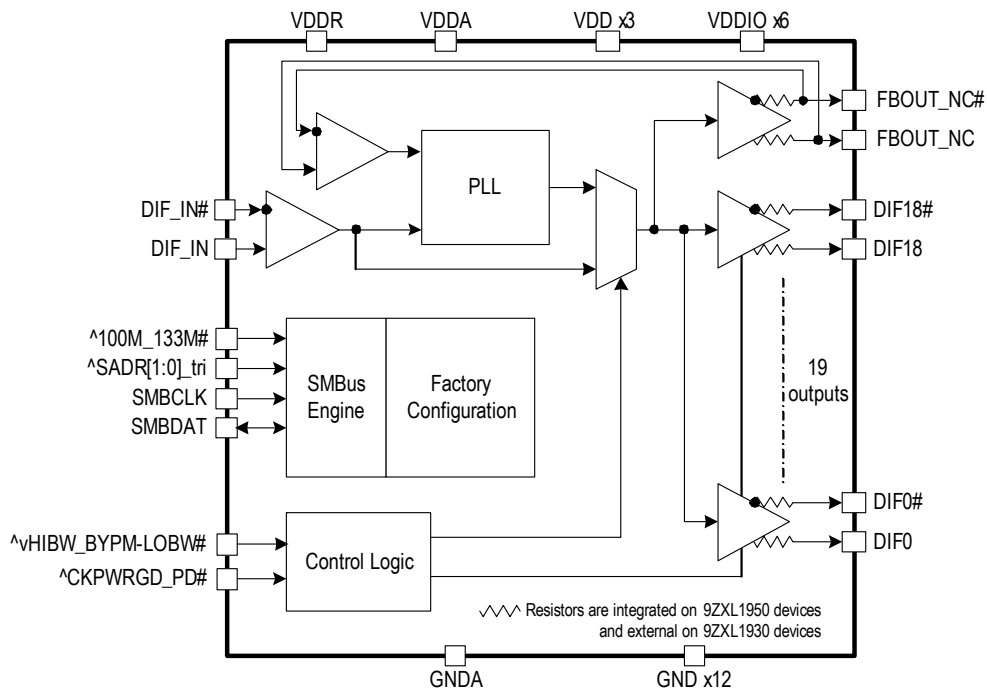 VDDR
VDDA
VDD x3
VDDIO x6
FBOUT_NC#
FBOUT_NC
PLL
DIF_IN#
DIF_IN
DIF18#
DIF18
^100M_133M#
^SADR[1:0]_tri
SMBCLK
SMBDAT
SMBus
Engine
Factory
Configuration
19
outputs
DIF0#
DIF0
^vHIBW_BYPM-LOBW#
^CKPWRGD_PD#
Control Logic
Resistors are integrated on 9ZXL1950 devices
and external on 9ZXL1930 devices
GNDA
GND x12